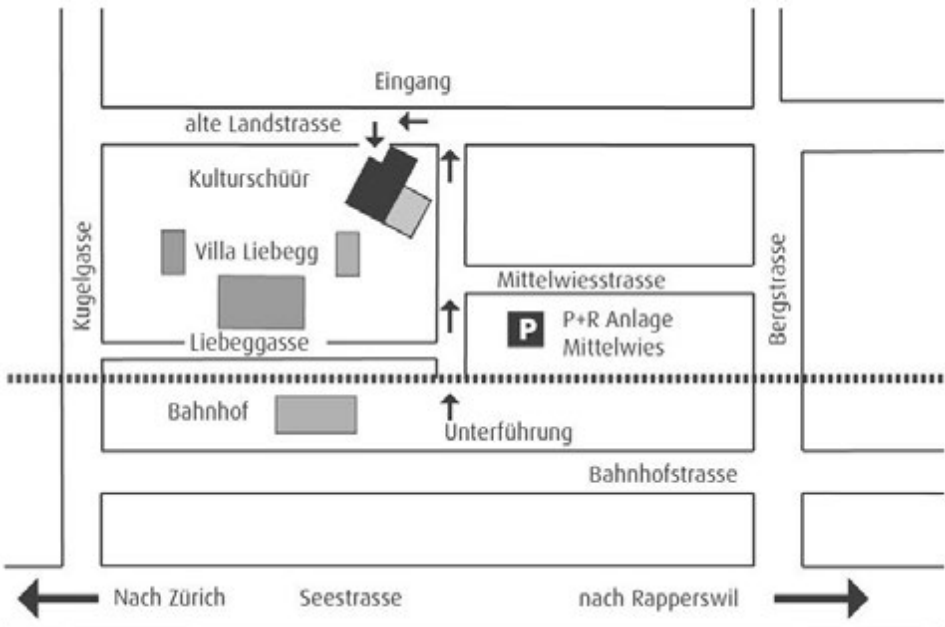 Eingang
alte Landstrasse
Kulturschüür
Villa Liebegg
Kugelgasse
Mittelwiesstrasse
Bergstrasse
P
P+R Anlage
Mittelwies
Liebeggasse
Bahnhof
Unterführung
Bahnhofstrasse
Nach Zürich
Seestrasse
nach Rapperswil